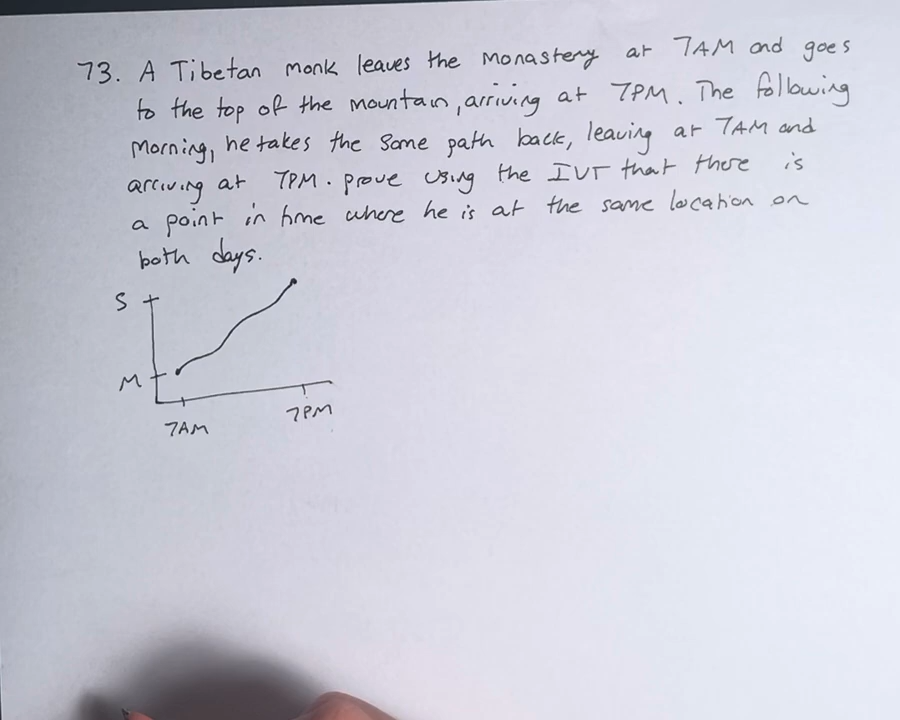 73. A Tibetan monk leaves the monastery at 7AM and goes
to the top of the mountain, arriving at 7PM. The following
morning, he takes the same path back, leaving at 7AM and
arriving at 7PM. prove using the IVT that there is
a point in time where he is at the same location on
both days.
S
M
7AM
7PM